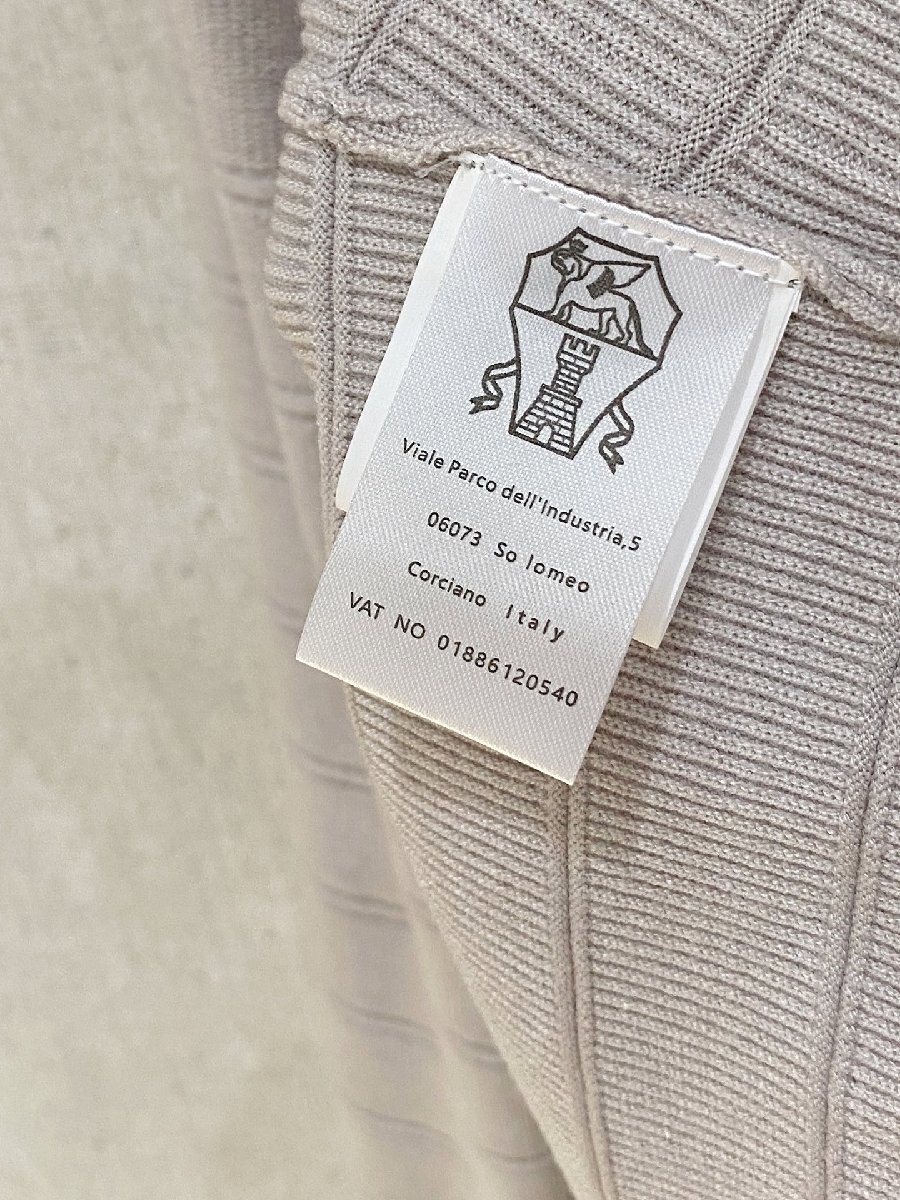 Viale Parco dell'Industria,5
06073 So lomeo
Corciano Italy
VAT NO 01886120540